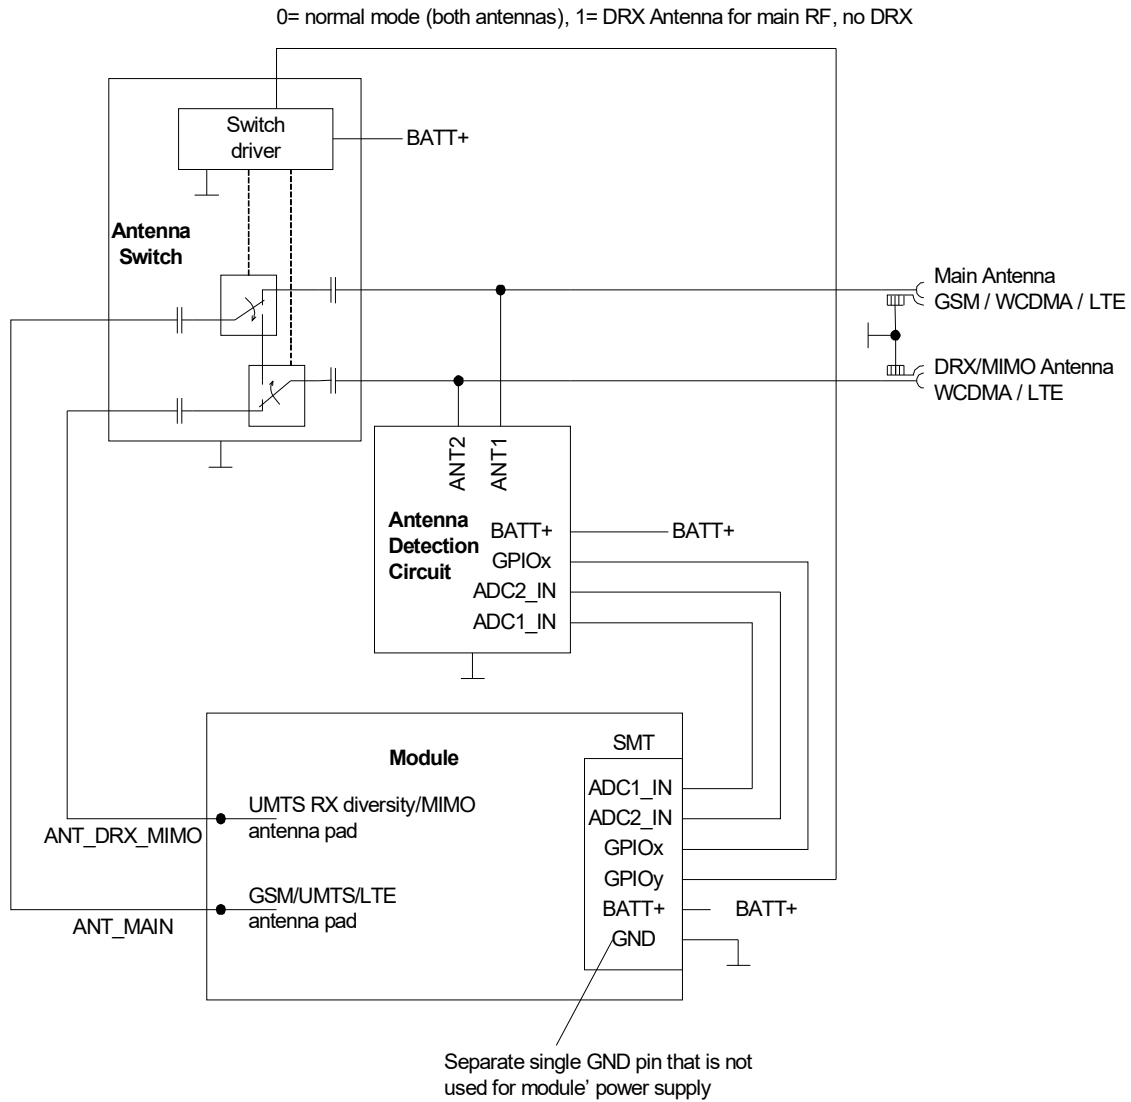 0= normal mode (both antennas), 1= DRX Antenna for main RF, no DRX
Switch
driver
BATT+
Antenna
Switch
Main Antenna
GSM / WCDMA / LTE
DRX/MIMO Antenna
WCDMA / LTE
ANT2
ANT1
Antenna
Detection
Circuit
BATT+
GPIOx
ADC2_IN
ADC1_IN
BATT+
Module
SMT
ADC1_IN
ADC2_IN
GPIOx
GPIOy
BATT+
GND
BATT+
UMTS RX diversity/MIMO
antenna pad
ANT_DRX_MIMO
GSM/UMTS/LTE
antenna pad
ANT_MAIN
Separate single GND pin that is not
used for module’ power supply